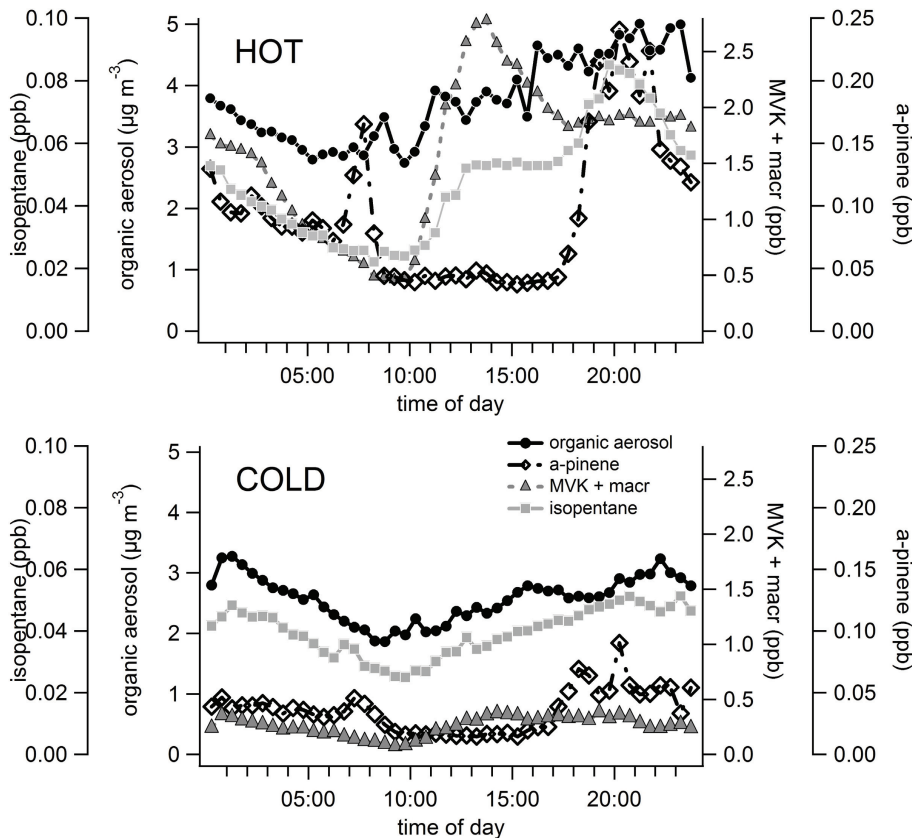 HOT
isopentane (ppb)
0.10
0.08
0.06
0.04
0.02
0.00
organic aerosol (µg m⁻³)
5
4
3
2
1
0
MVK + macr (ppb)
2.5
2.0
1.5
1.0
0.5
0.0
a-pinene (ppb)
0.25
0.20
0.15
0.10
0.05
0.00
05:00 10:00 15:00 20:00
time of day
COLD
organic aerosol
a-pinene
MVK + macr
isopentane
isopentane (ppb)
0.10
0.08
0.06
0.04
0.02
0.00
organic aerosol (µg m⁻³)
5
4
3
2
1
0
MVK + macr (ppb)
2.5
2.0
1.5
1.0
0.5
0.0
a-pinene (ppb)
0.25
0.20
0.15
0.10
0.05
0.00
05:00 10:00 15:00 20:00
time of day